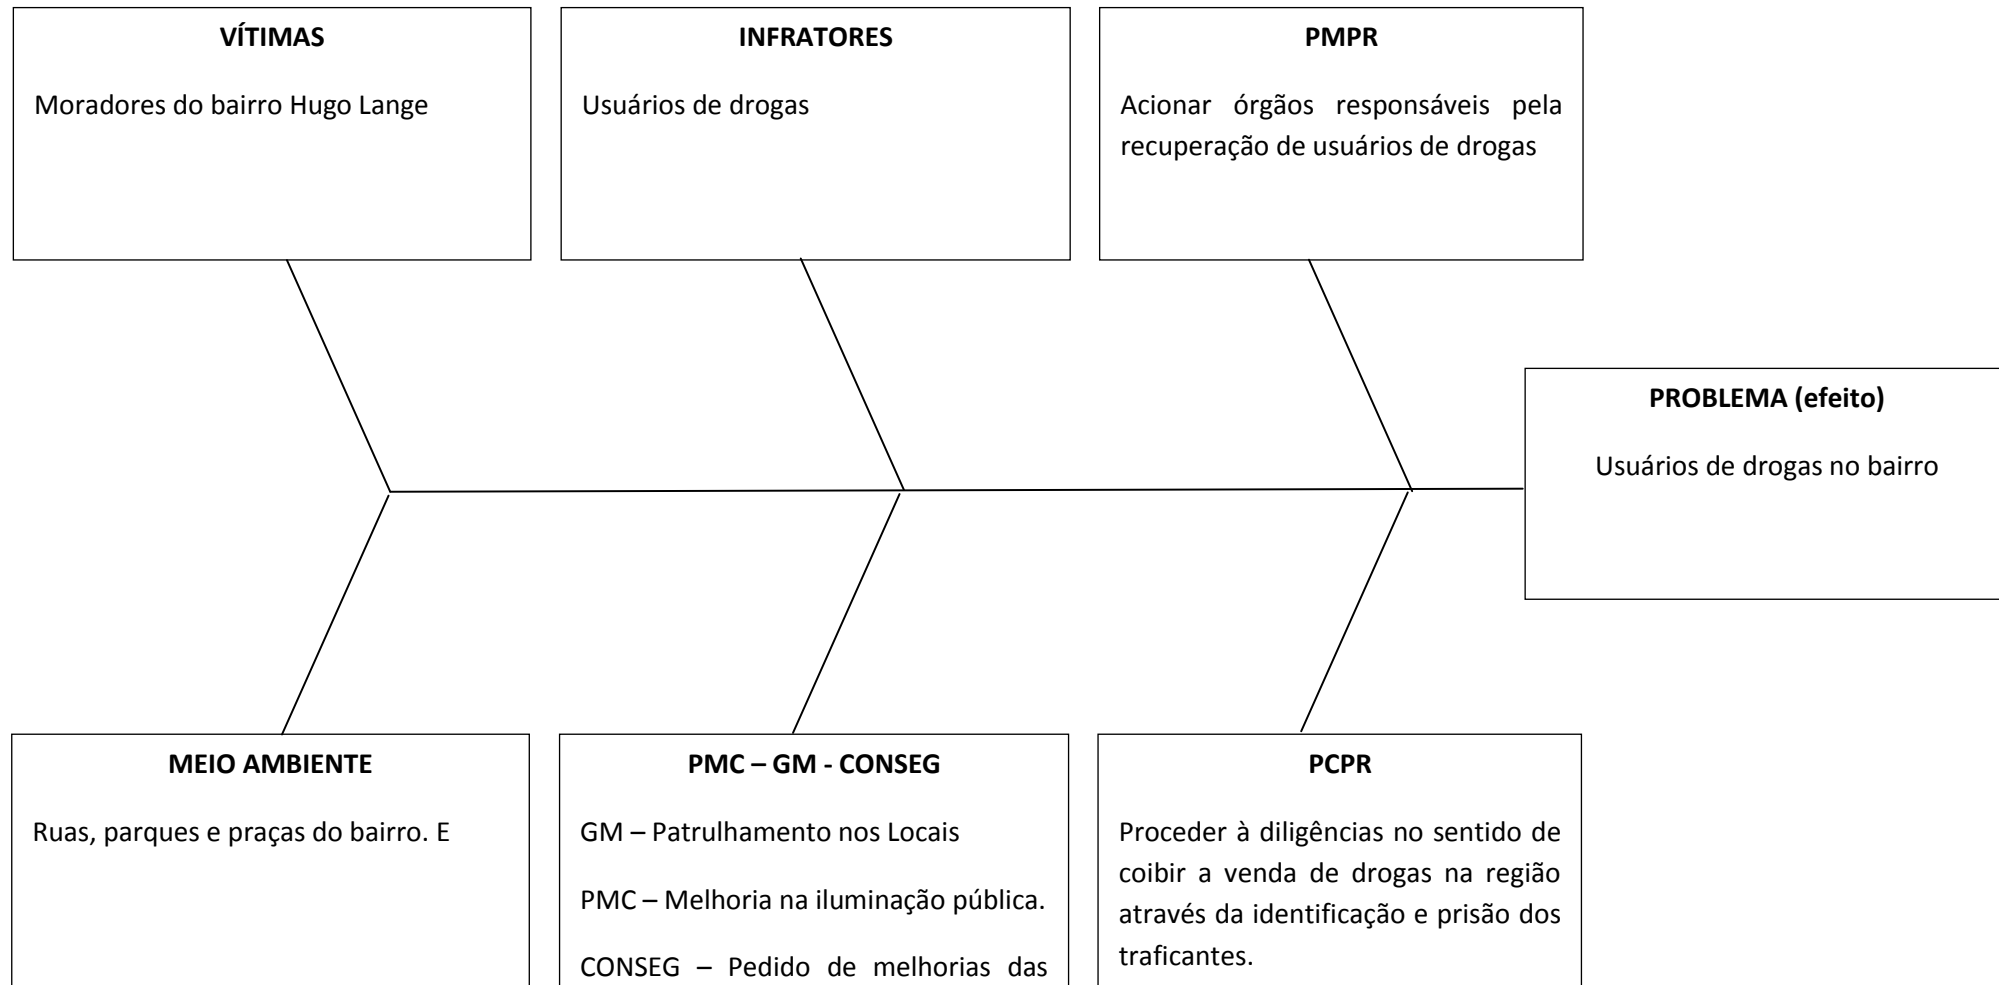 VÍTIMAS
Moradores do bairro Hugo Lange
INFRATORES
Usuários de drogas
PMPR
Acionar órgãos responsáveis pela
recuperação de usuários de drogas
PROBLEMA (efeito)
Usuários de drogas no bairro
MEIO AMBIENTE
Ruas, parques e praças do bairro. E
PMC – GM - CONSEG
GM – Patrulhamento nos Locais
PMC – Melhoria na iluminação pública.
CONSEG – Pedido de melhorias das
PCPR
Proceder à diligências no sentido de
coibir a venda de drogas na região
através da identificação e prisão dos
traficantes.